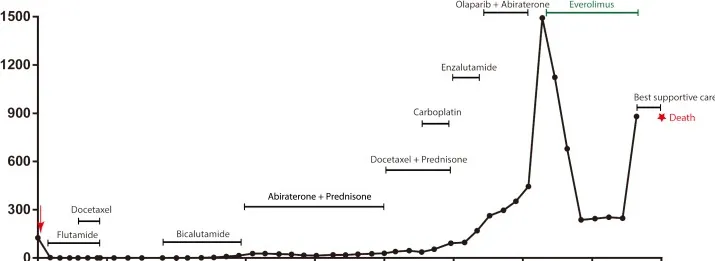 Olaparib + Abiraterone
Everolimus
1500
1200
Enzalutamide
Best supportive care
900
Carboplatin
Death
600
Docetaxel + Prednisone
Abiraterone + Prednisone
300
Docetaxel
Flutamide
Bicalutamide
0